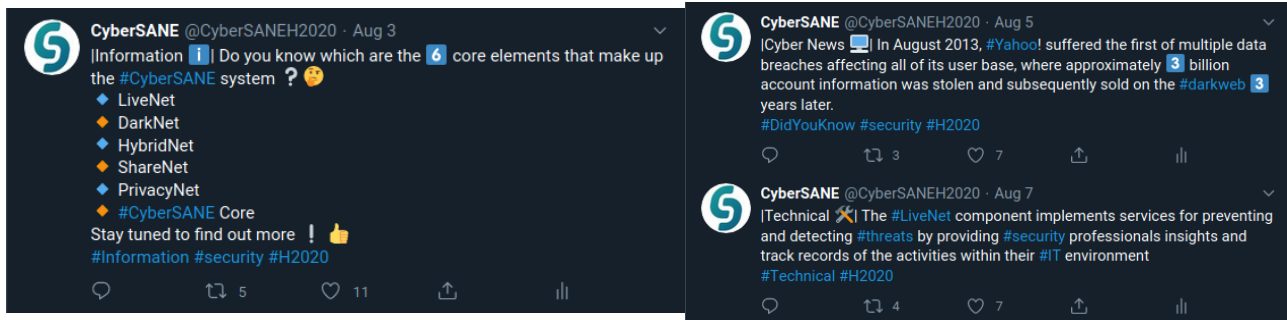 CyberSANE @CyberSANEH2020 · Aug 3
|Information ℹ️| Do you know which are the 6️⃣ core elements that make up
the #CyberSANE system ❔🤔
🔹 LiveNet
🔸 DarkNet
🔹 HybridNet
🔸 ShareNet
🔹 PrivacyNet
🔸 #CyberSANE Core
Stay tuned to find out more ❕ 👍
#Information #security #H2020
5 11
CyberSANE @CyberSANEH2020 · Aug 5
|Cyber News 🖥️| In August 2013, #Yahoo! suffered the first of multiple data
breaches affecting all of its user base, where approximately 3️⃣ billion
account information was stolen and subsequently sold on the #darkweb 3️⃣
years later.
#DidYouKnow #security #H2020
3 7
CyberSANE @CyberSANEH2020 · Aug 7
|Technical 🛠️| The #LiveNet component implements services for preventing
and detecting #threats by providing #security professionals insights and
track records of the activities within their #IT environment
#Technical #H2020
4 7